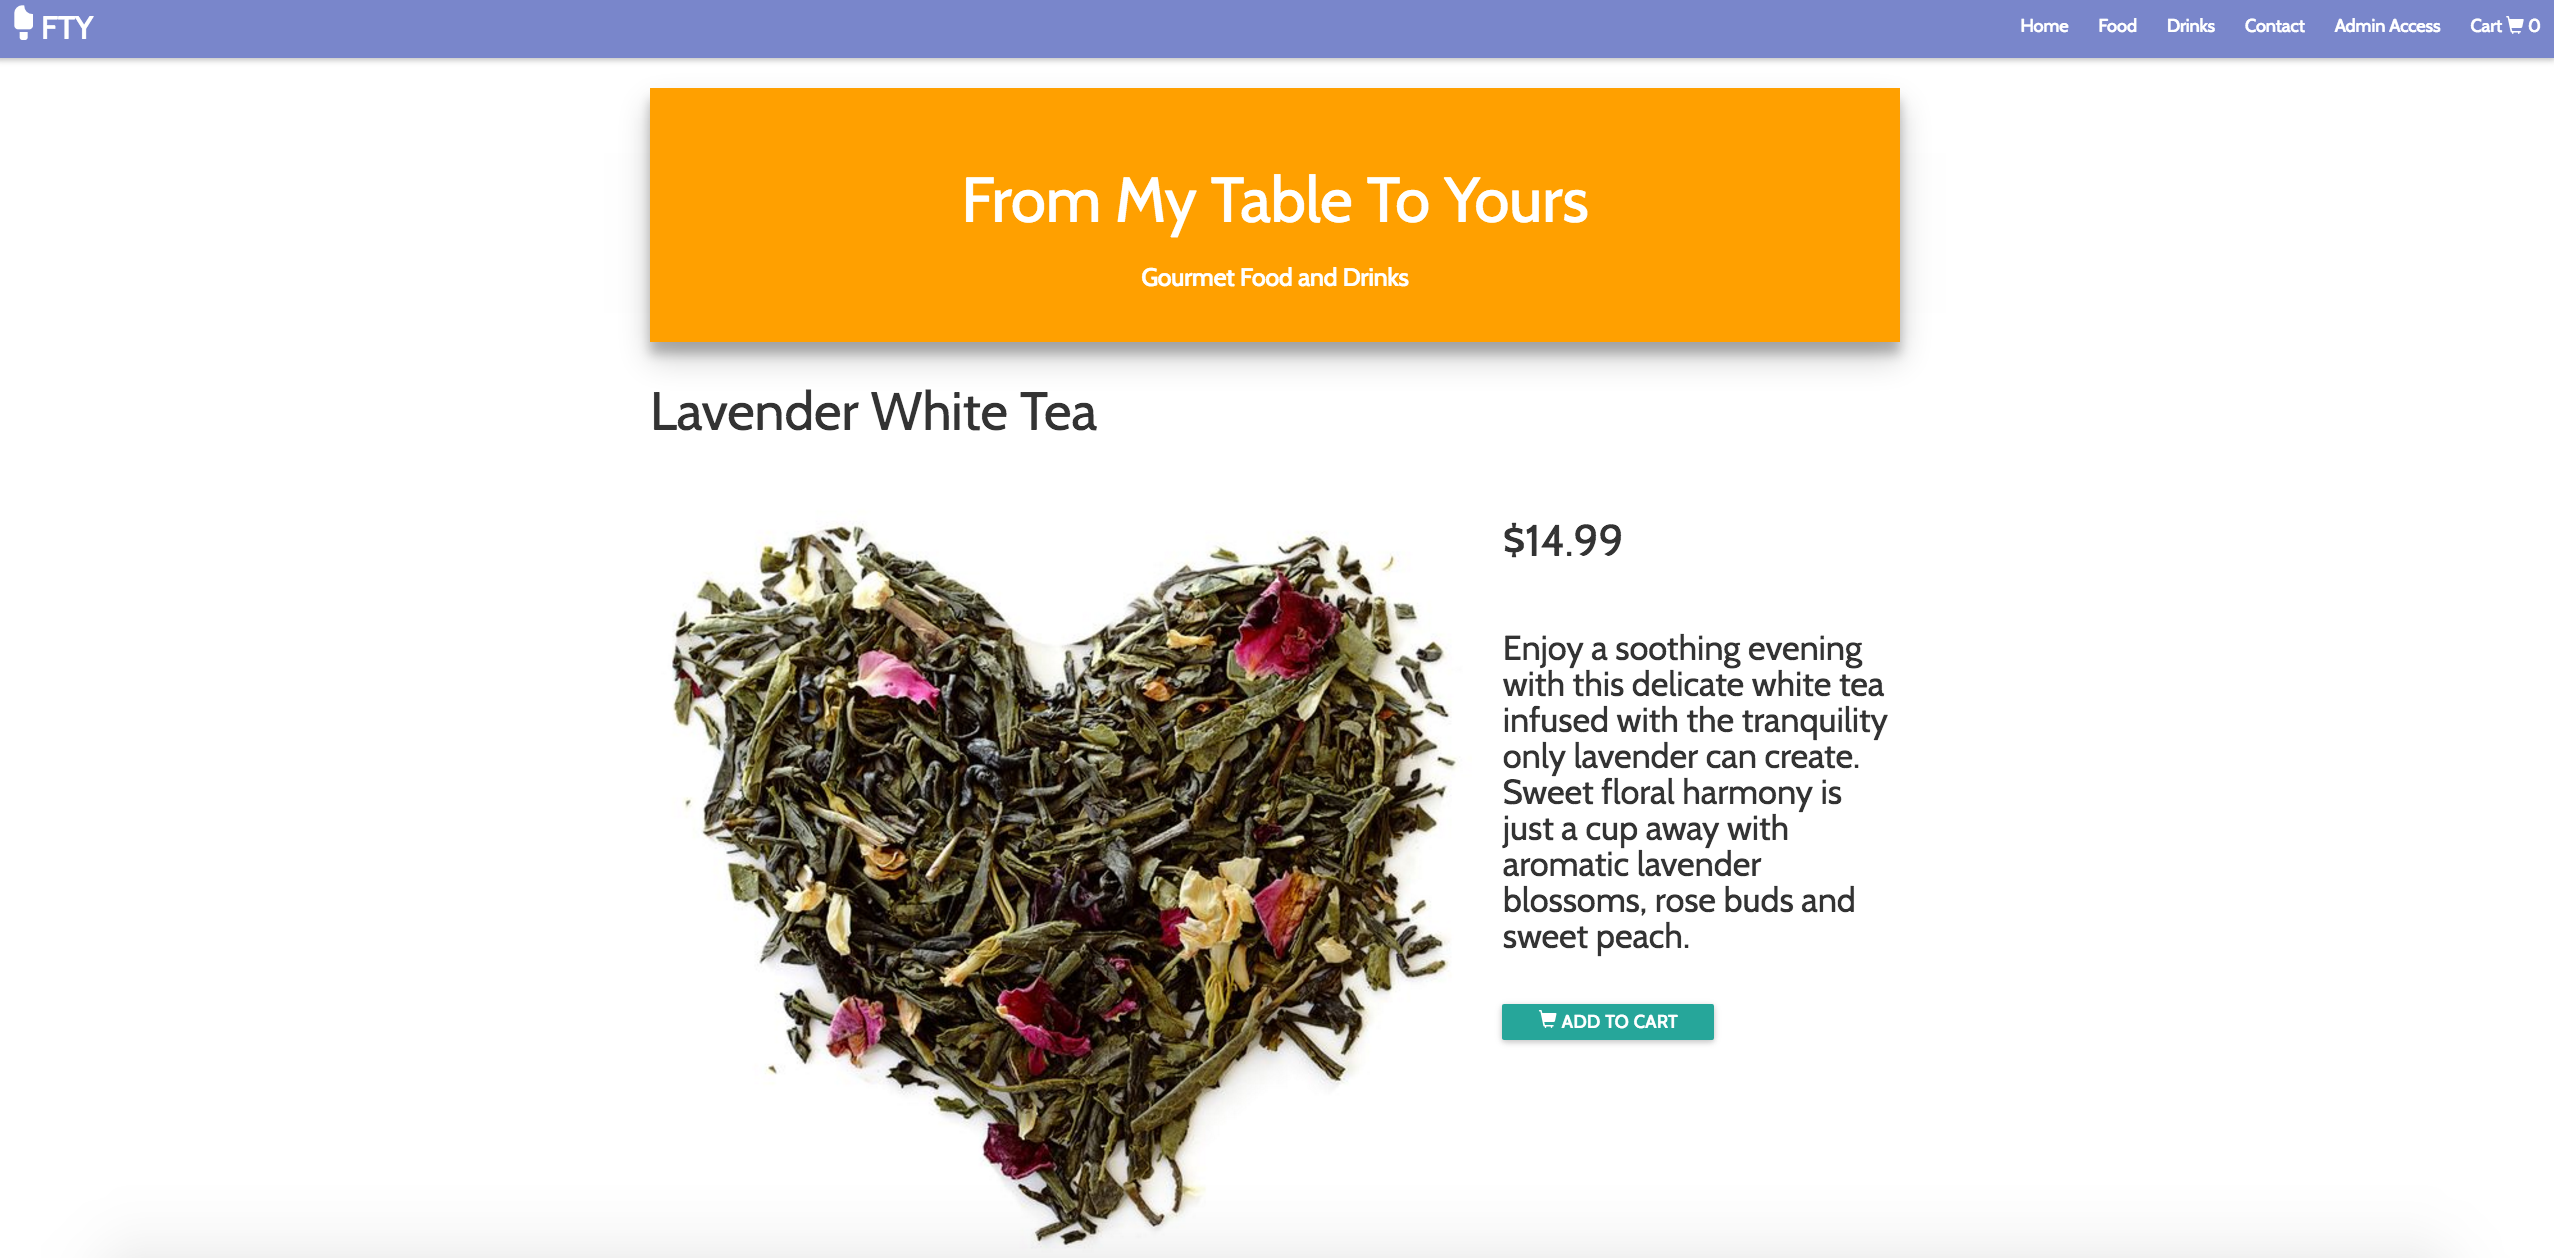 FTY
Home Food Drinks Contact Admin Access Cart 0
From My Table To Yours
Gourmet Food and Drinks
Lavender White Tea
$14.99
Enjoy a soothing evening
with this delicate white tea
infused with the tranquility
only lavender can create.
Sweet floral harmony is
just a cup away with
aromatic lavender
blossoms, rose buds and
sweet peach.
ADD TO CART